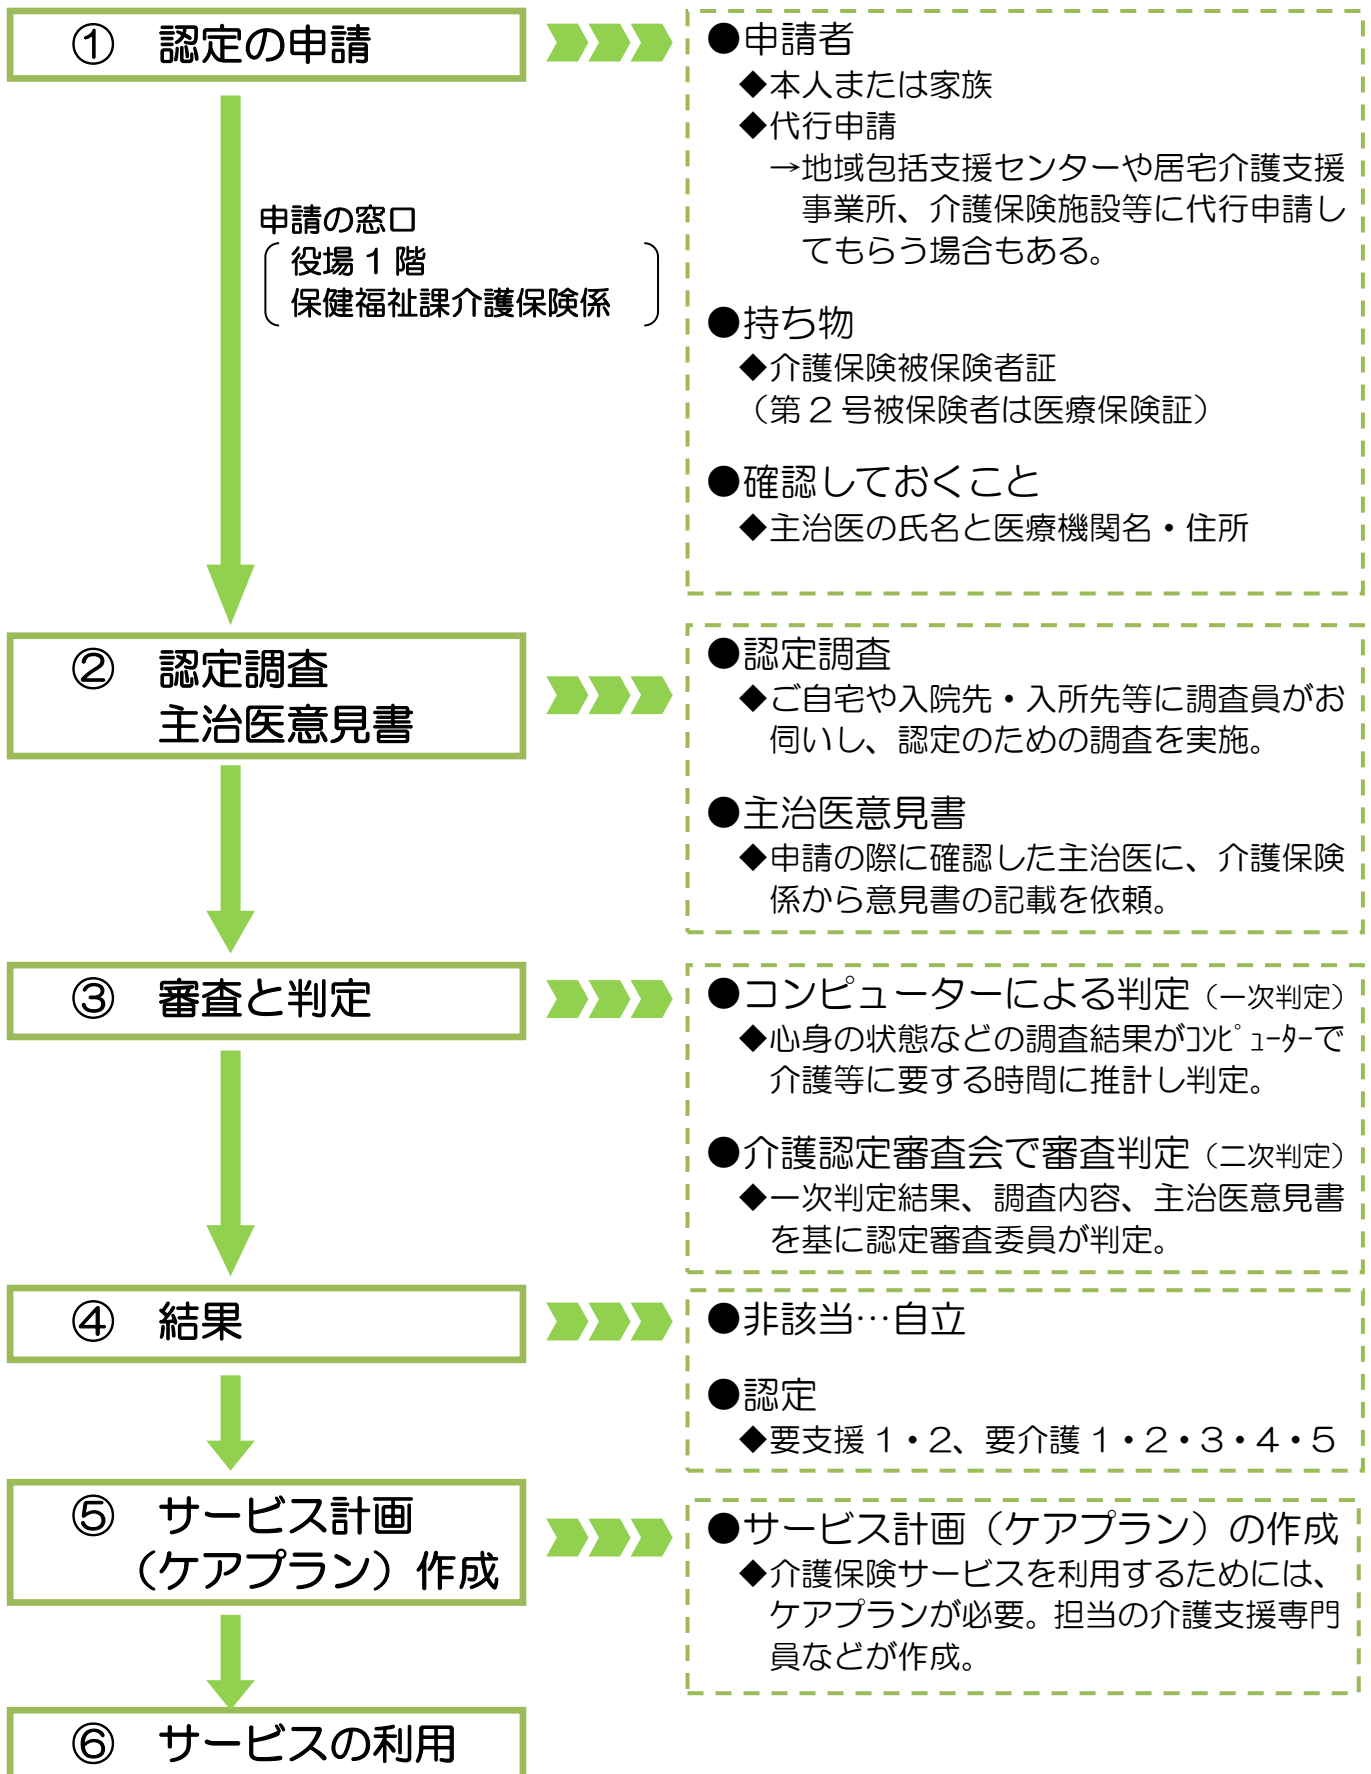 ① 認定の申請
●申請者
◆本人または家族
◆代行申請
→地域包括支援センターや居宅介護支援
事業所、介護保険施設等に代行申請し
てもらう場合もある。
申請の窓口
役場1階
保健福祉課介護保険係
●持ち物
◆介護保険被保険者証
（第2号被保険者は医療保険証）
●確認しておくこと
◆主治医の氏名と医療機関名・住所
② 認定調査
主治医意見書
●認定調査
◆ご自宅や入院先・入所先等に調査員がお
伺いし、認定のための調査を実施。
●主治医意見書
◆申請の際に確認した主治医に、介護保険
係から意見書の記載を依頼。
③ 審査と判定
●コンピューターによる判定（一次判定）
◆心身の状態などの調査結果がｺﾝﾋﾟｭｰﾀｰで
介護等に要する時間に推計し判定。
●介護認定審査会で審査判定（二次判定）
◆一次判定結果、調査内容、主治医意見書
を基に認定審査委員が判定。
④ 結果
●非該当…自立
●認定
◆要支援1・2、要介護1・2・3・4・5
⑤ サービス計画
（ケアプラン）作成
●サービス計画（ケアプラン）の作成
◆介護保険サービスを利用するためには、
ケアプランが必要。担当の介護支援専門
員などが作成。
⑥ サービスの利用